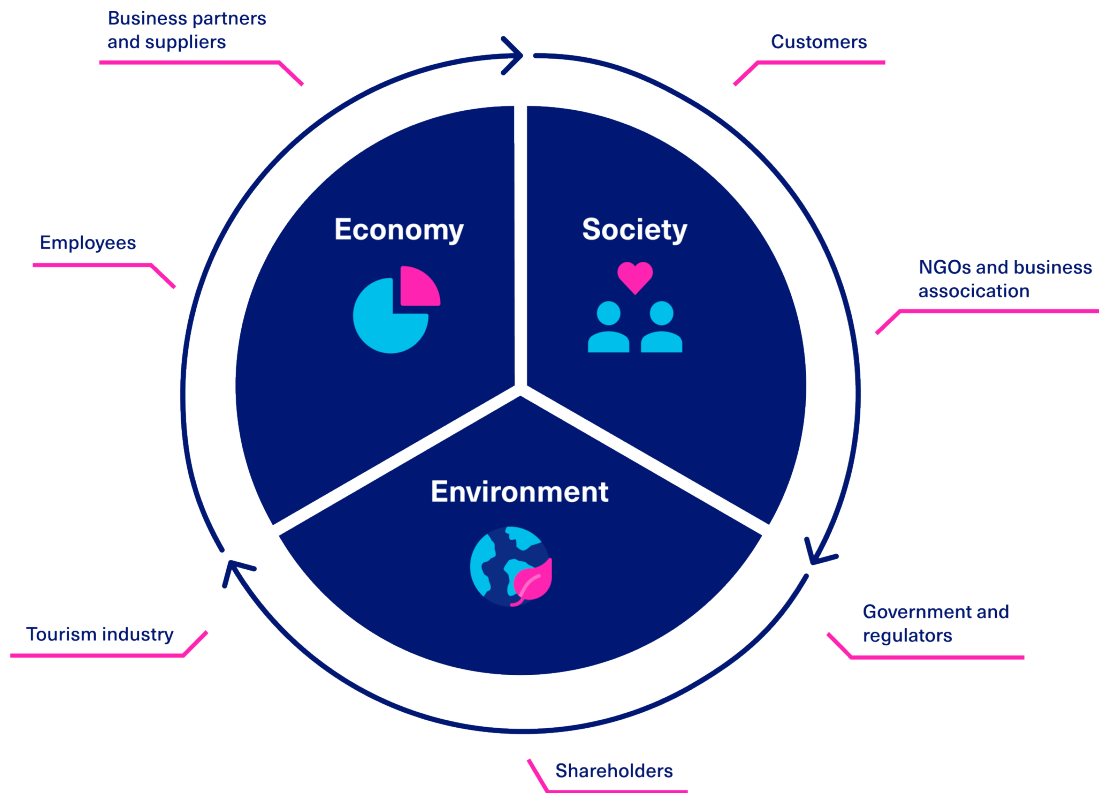 Business partners
and suppliers
Customers
Economy
Society
Employees
NGOs and business
assocication
Environment
Tourism industry
Government and
regulators
Shareholders